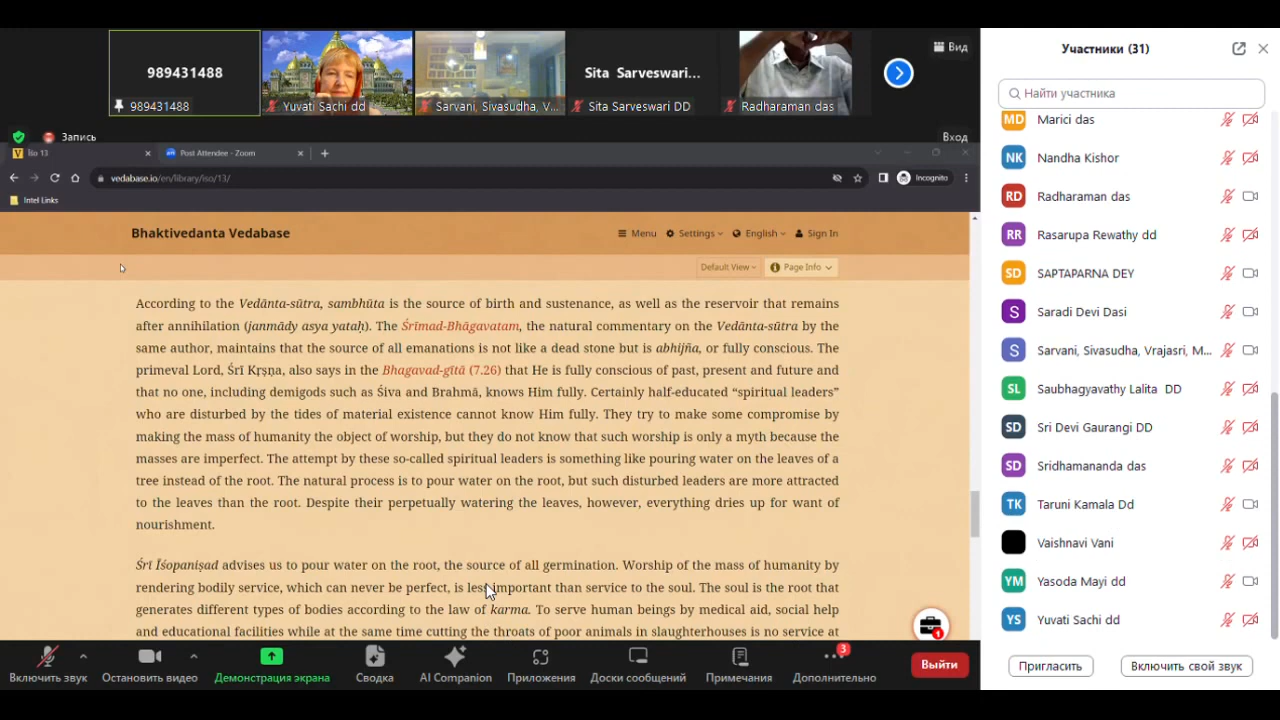 989431488
Sita Sarveswari...
Вид
989431488
Yuvati Sachi dd
Sarvani, Sivasudha, V...
Sita Sarveswari DD
Radharaman das
Запись
Вход
Īśo 13
Post Attendee - Zoom
vedabase.io/en/library/iso/13/
Incognito
Intel Links
Bhaktivedanta Vedabase
Menu
Settings
English
Sign In
Default View
Page Info
According to the Vedānta-sūtra, sambhūta is the source of birth and sustenance, as well as the reservoir that remains
after annihilation (janmādy asya yataḥ). The Śrīmad-Bhāgavatam, the natural commentary on the Vedānta-sūtra by the
same author, maintains that the source of all emanations is not like a dead stone but is abhijña, or fully conscious. The
primeval Lord, Śrī Kṛṣṇa, also says in the Bhagavad-gītā (7.26) that He is fully conscious of past, present and future and
that no one, including demigods such as Śiva and Brahmā, knows Him fully. Certainly half-educated “spiritual leaders”
who are disturbed by the tides of material existence cannot know Him fully. They try to make some compromise by
making the mass of humanity the object of worship, but they do not know that such worship is only a myth because the
masses are imperfect. The attempt by these so-called spiritual leaders is something like pouring water on the leaves of a
tree instead of the root. The natural process is to pour water on the root, but such disturbed leaders are more attracted
to the leaves than the root. Despite their perpetually watering the leaves, however, everything dries up for want of
nourishment.
Śrī Īśopaniṣad advises us to pour water on the root, the source of all germination. Worship of the mass of humanity by
rendering bodily service, which can never be perfect, is less important than service to the soul. The soul is the root that
generates different types of bodies according to the law of karma. To serve human beings by medical aid, social help
and educational facilities while at the same time cutting the throats of poor animals in slaughterhouses is no service at
1
Включить звук
Остановить видео
Демонстрация экрана
Сводка
AI Companion
Приложения
Доски сообщений
Примечания
3
Дополнительно
Выйти
Участники (31)
Найти участника
MD Marici das
NK Nandha Kishor
RD Radharaman das
RR Rasarupa Rewathy dd
SD SAPTAPARNA DEY
S Saradi Devi Dasi
S Sarvani, Sivasudha, Vrajasri, M...
SL Saubhagyavathy Lalita DD
SD Sri Devi Gaurangi DD
SD Sridhamananda das
TK Taruni Kamala Dd
Vaishnavi Vani
YM Yasoda Mayi dd
YS Yuvati Sachi dd
Пригласить
Включить свой звук